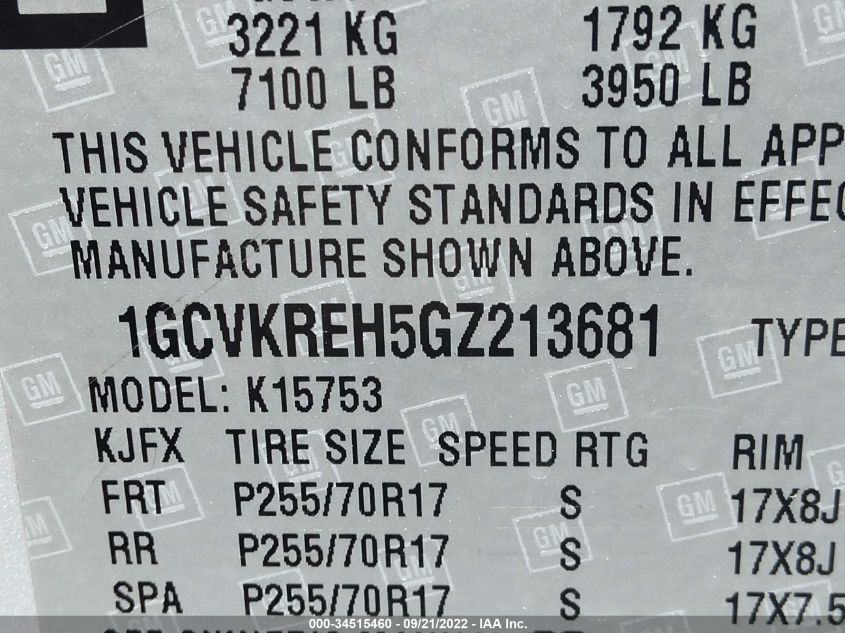 3221 KG 1792 KG
7100 LB 3950 LB
THIS VEHICLE CONFORMS TO ALL APP
VEHICLE SAFETY STANDARDS IN EFFEC
MANUFACTURE SHOWN ABOVE.
1GCVKREH5GZ213681 TYPE
MODEL: K15753
KJFX TIRE SIZE SPEED RTG RIM
FRT P255/70R17 S 17X8J
RR P255/70R17 S 17X8J
SPA P255/70R17 S 17X7.5
000-34515460 - 09/21/2022 - IAA Inc.